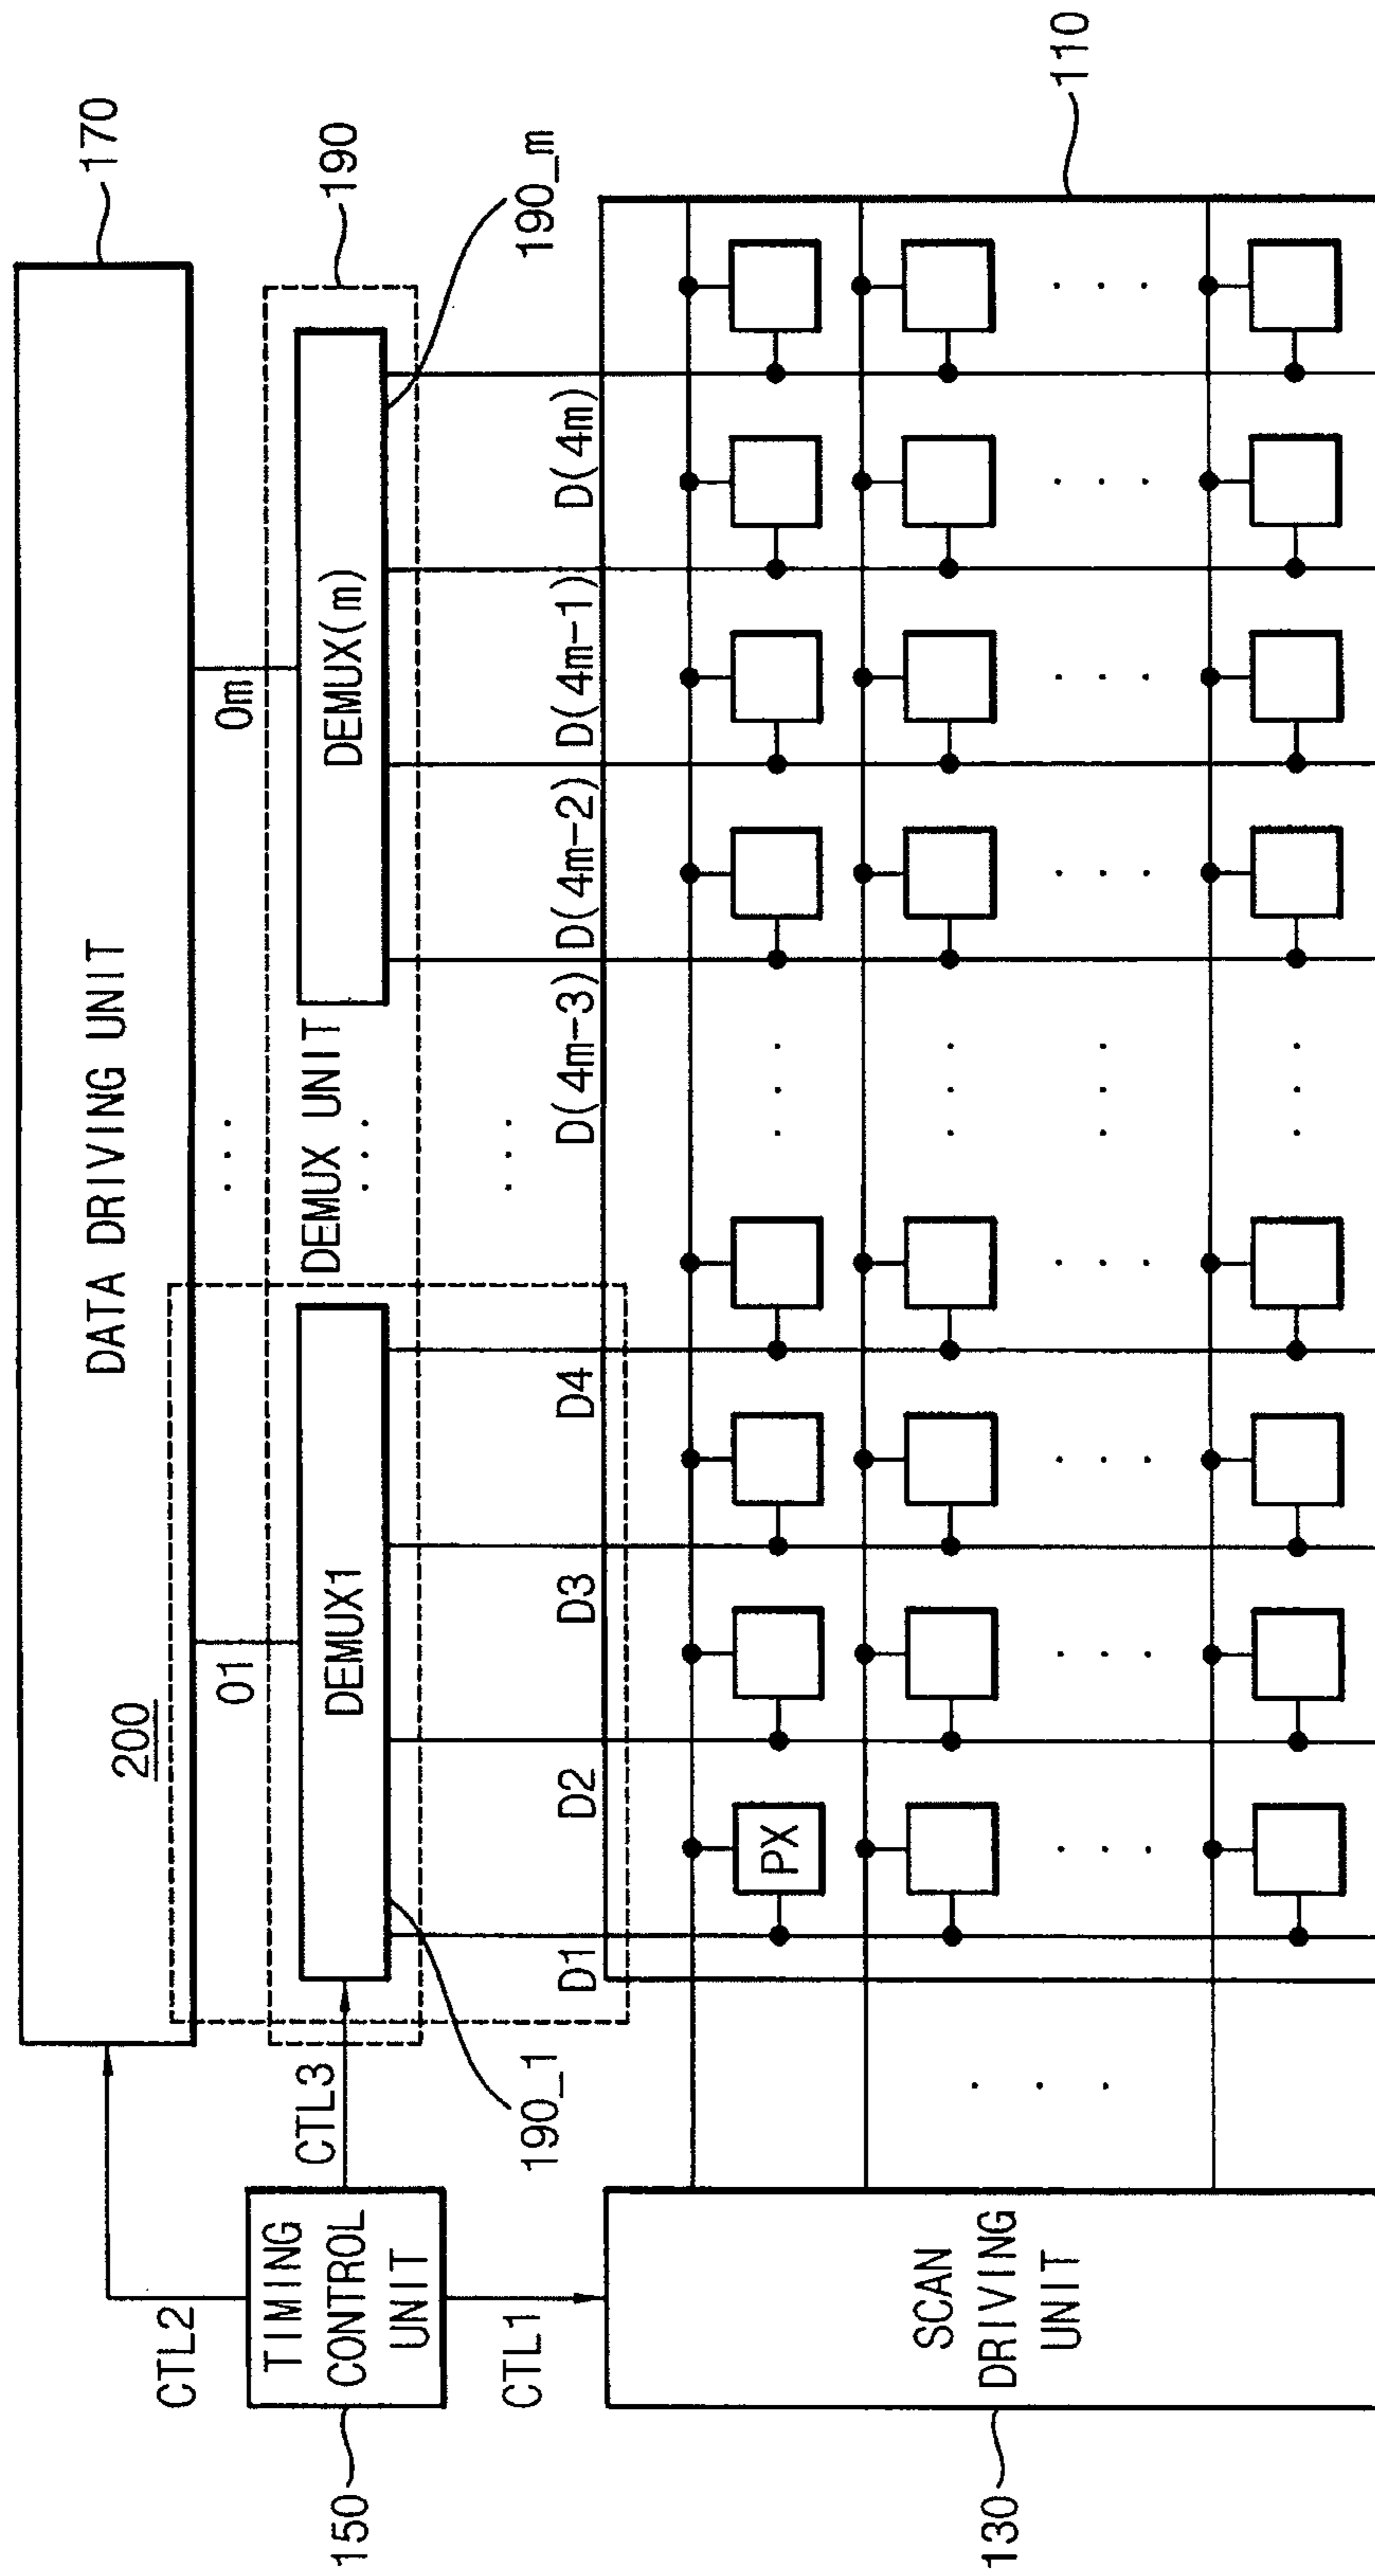 170
DATA DRIVING UNIT
200
CTL2
01
0m
190
150
TIMING
CONTROL
UNIT
CTL3
DEMUX1
DEMUX UNIT
DEMUX(m)
CTL1
190_1
190_m
D1
D2
D3
D4
D(4m-3)
D(4m-2)
D(4m-1)
D(4m)
110
PX
130
SCAN
DRIVING
UNIT